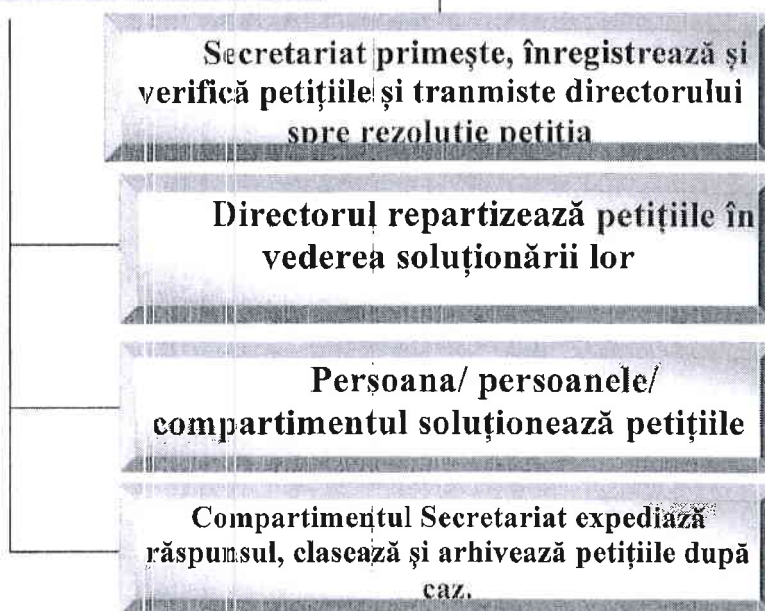 Secretariat primește, înregistrează și
verifică petițiile și tranmiste directorului
spre rezolutie petitia
Directorul repartizează petițiile în
vederea soluționării lor
Persoana/ persoanele/
compartimentul soluționează petițiile
Compartimentul Secretariat expediază
răspunsul, clasează și arhivează petițiile după
caz.